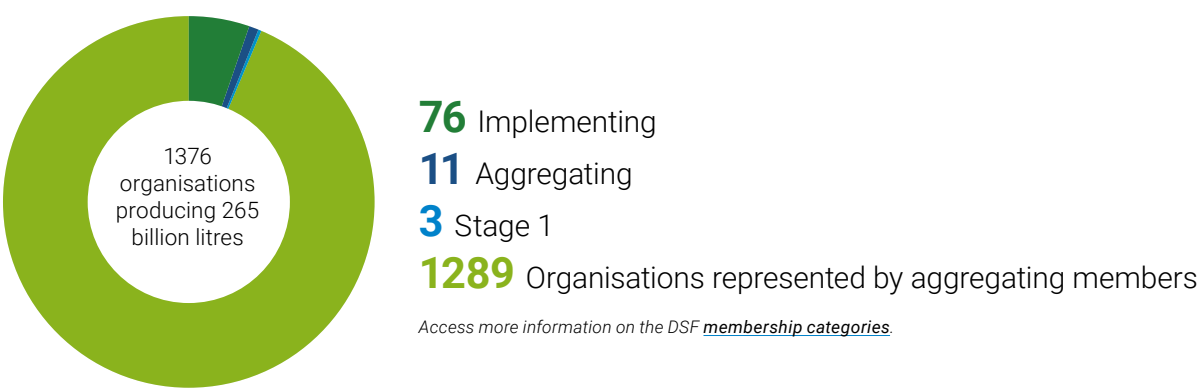 1376
organisations
producing 265
billion litres
76 Implementing
11 Aggregating
3 Stage 1
1289 Organisations represented by aggregating members
Access more information on the DSF membership categories.